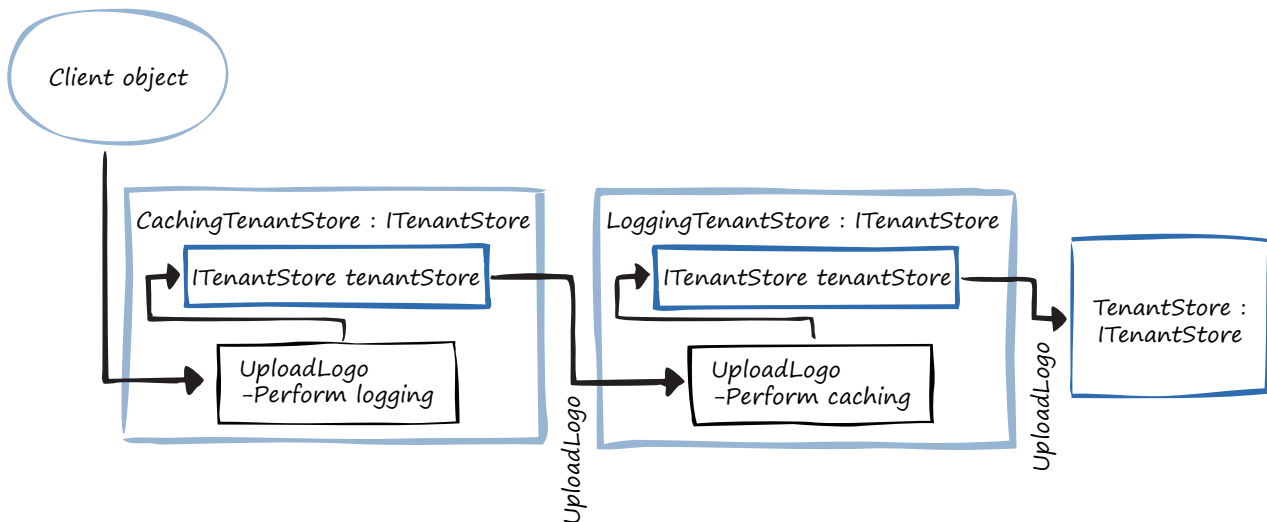 Client object
CachingTenantStore : ITenantStore
ITenantStore tenantStore
UploadLogo
-Perform logging
UploadLogo
LoggingTenantStore : ITenantStore
ITenantStore tenantStore
UploadLogo
-Perform caching
UploadLogo
TenantStore :
ITenantStore